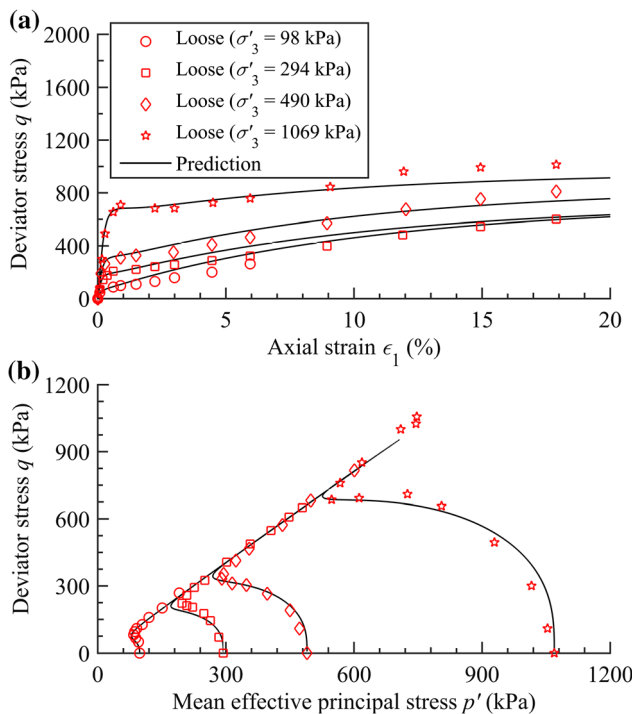 (a)
Deviator stress q (kPa)
2000
1600
1200
800
400
0
Loose (σ′3 = 98 kPa)
Loose (σ′3 = 294 kPa)
Loose (σ′3 = 490 kPa)
Loose (σ′3 = 1069 kPa)
Prediction
0 5 10 15 20
Axial strain ϵ1 (%)
(b)
Deviator stress q (kPa)
1200
900
600
300
0
0 300 600 900 1200
Mean effective principal stress p′ (kPa)